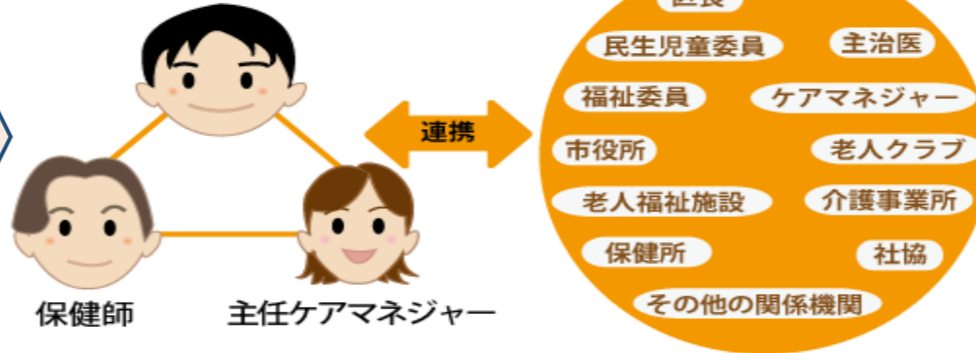 区長
民生児童委員
主治医
福祉委員
ケアマネジャー
連携
市役所
老人クラブ
老人福祉施設
介護事業所
保健所
社協
その他の関係機関
保健師
主任ケアマネジャー